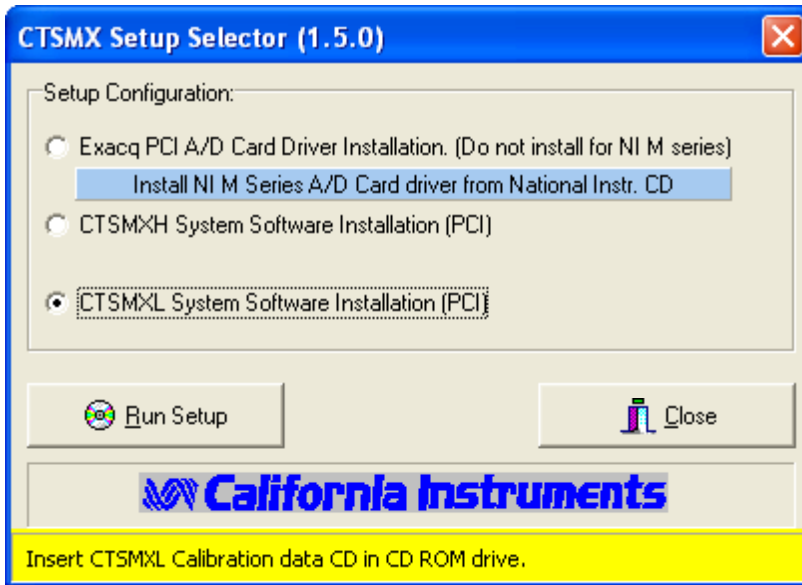 CTSMX Setup Selector (1.5.0)
Setup Configuration:
Exacq PCI A/D Card Driver Installation. (Do not install for NI M series)
Install NI M Series A/D Card driver from National Instr. CD
CTSMXH System Software Installation (PCI)
CTSMXL System Software Installation (PCI)
Run Setup
Close
California Instruments
Insert CTSMXL Calibration data CD in CD ROM drive.